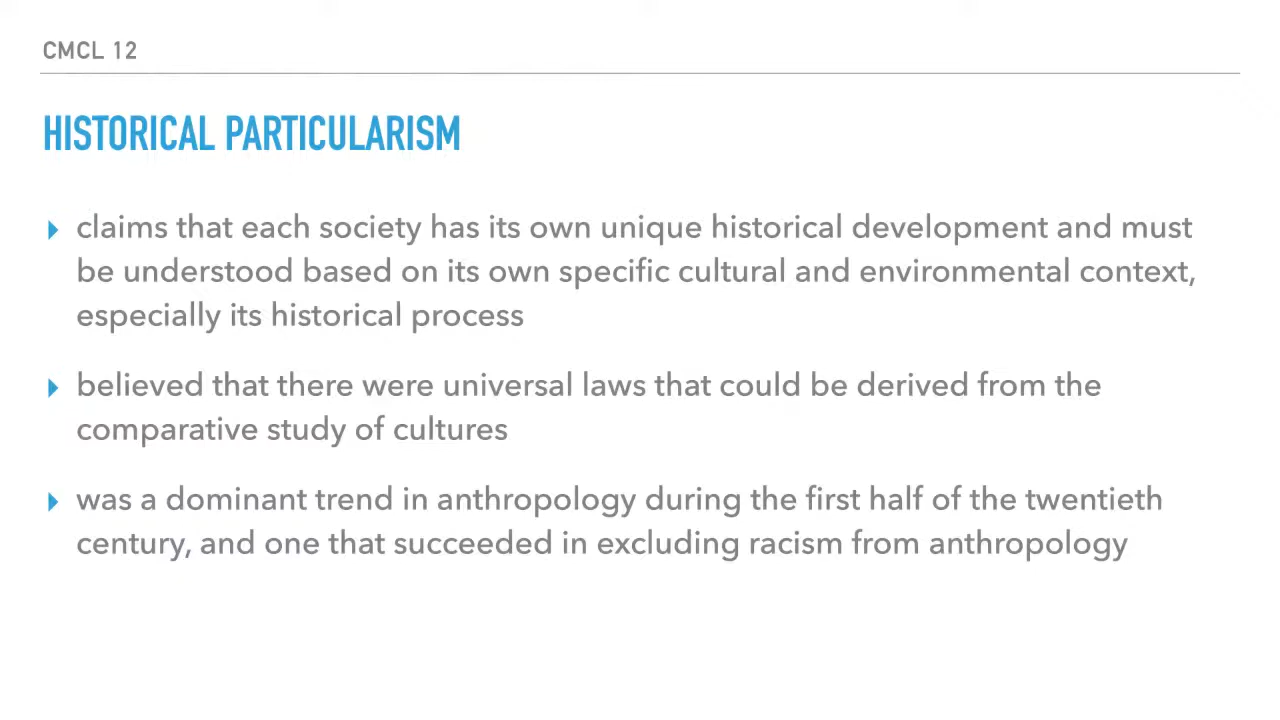 CMCL 12
HISTORICAL PARTICULARISM
claims that each society has its own unique historical development and must
be understood based on its own specific cultural and environmental context,
especially its historical process
believed that there were universal laws that could be derived from the
comparative study of cultures
was a dominant trend in anthropology during the first half of the twentieth
century, and one that succeeded in excluding racism from anthropology